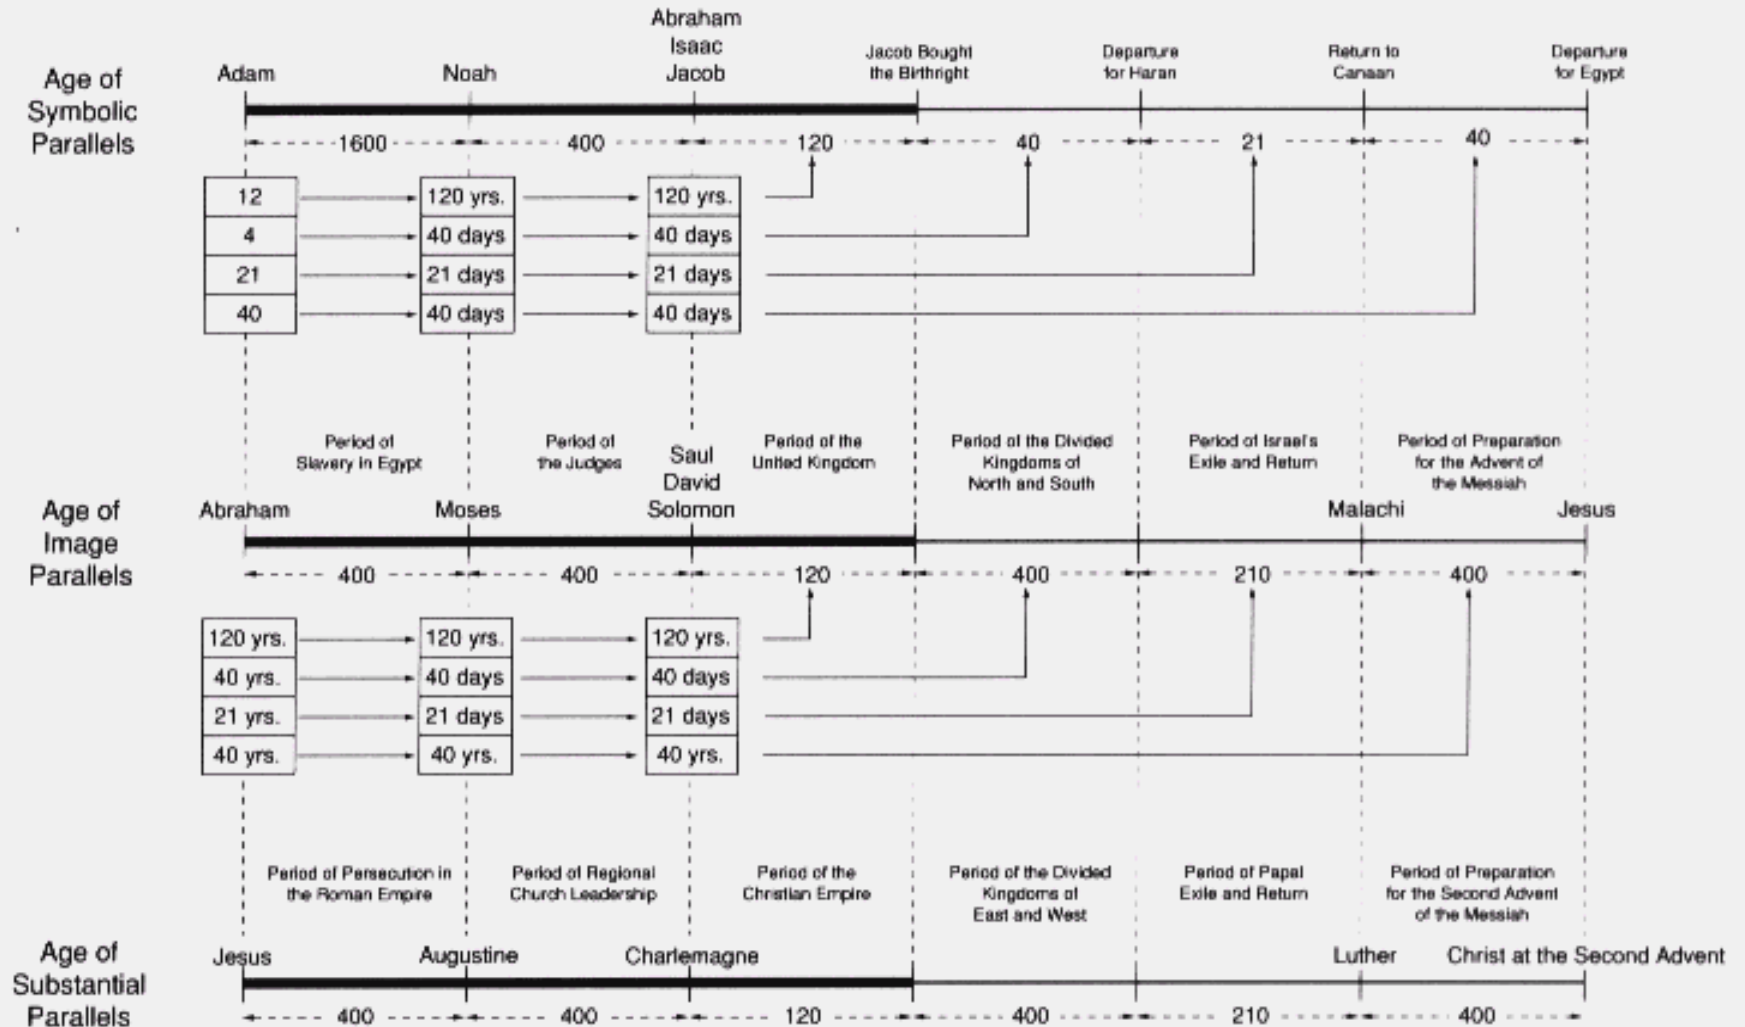 Age of
Symbolic
Parallels
Adam
Noah
Abraham
Isaac
Jacob
Jacob Bought
the Birthright
Departure
for Haran
Return to
Canaan
Departure
for Egypt
1600
400
120
40
21
40
12
120 yrs.
120 yrs.
4
40 days
40 days
21
21 days
21 days
40
40 days
40 days
Period of
Slavery in Egypt
Period of
the Judges
Period of the
United Kingdom
Period of the Divided
Kingdoms of
North and South
Period of Israel's
Exile and Return
Period of Preparation
for the Advent of
the Messiah
Age of
Image
Parallels
Abraham
Moses
Saul
David
Solomon
Malachi
Jesus
400
400
120
400
210
400
120 yrs.
120 yrs.
120 yrs.
40 yrs.
40 days
40 days
21 yrs.
21 days
21 days
40 yrs.
40 yrs.
40 yrs.
Period of Persecution in
the Roman Empire
Period of Regional
Church Leadership
Period of the
Christian Empire
Period of the Divided
Kingdoms of
East and West
Period of Papal
Exile and Return
Period of Preparation
for the Second Advent
of the Messiah
Age of
Substantial
Parallels
Jesus
Augustine
Charlemagne
Luther
Christ at the Second Advent
400
400
120
400
210
400